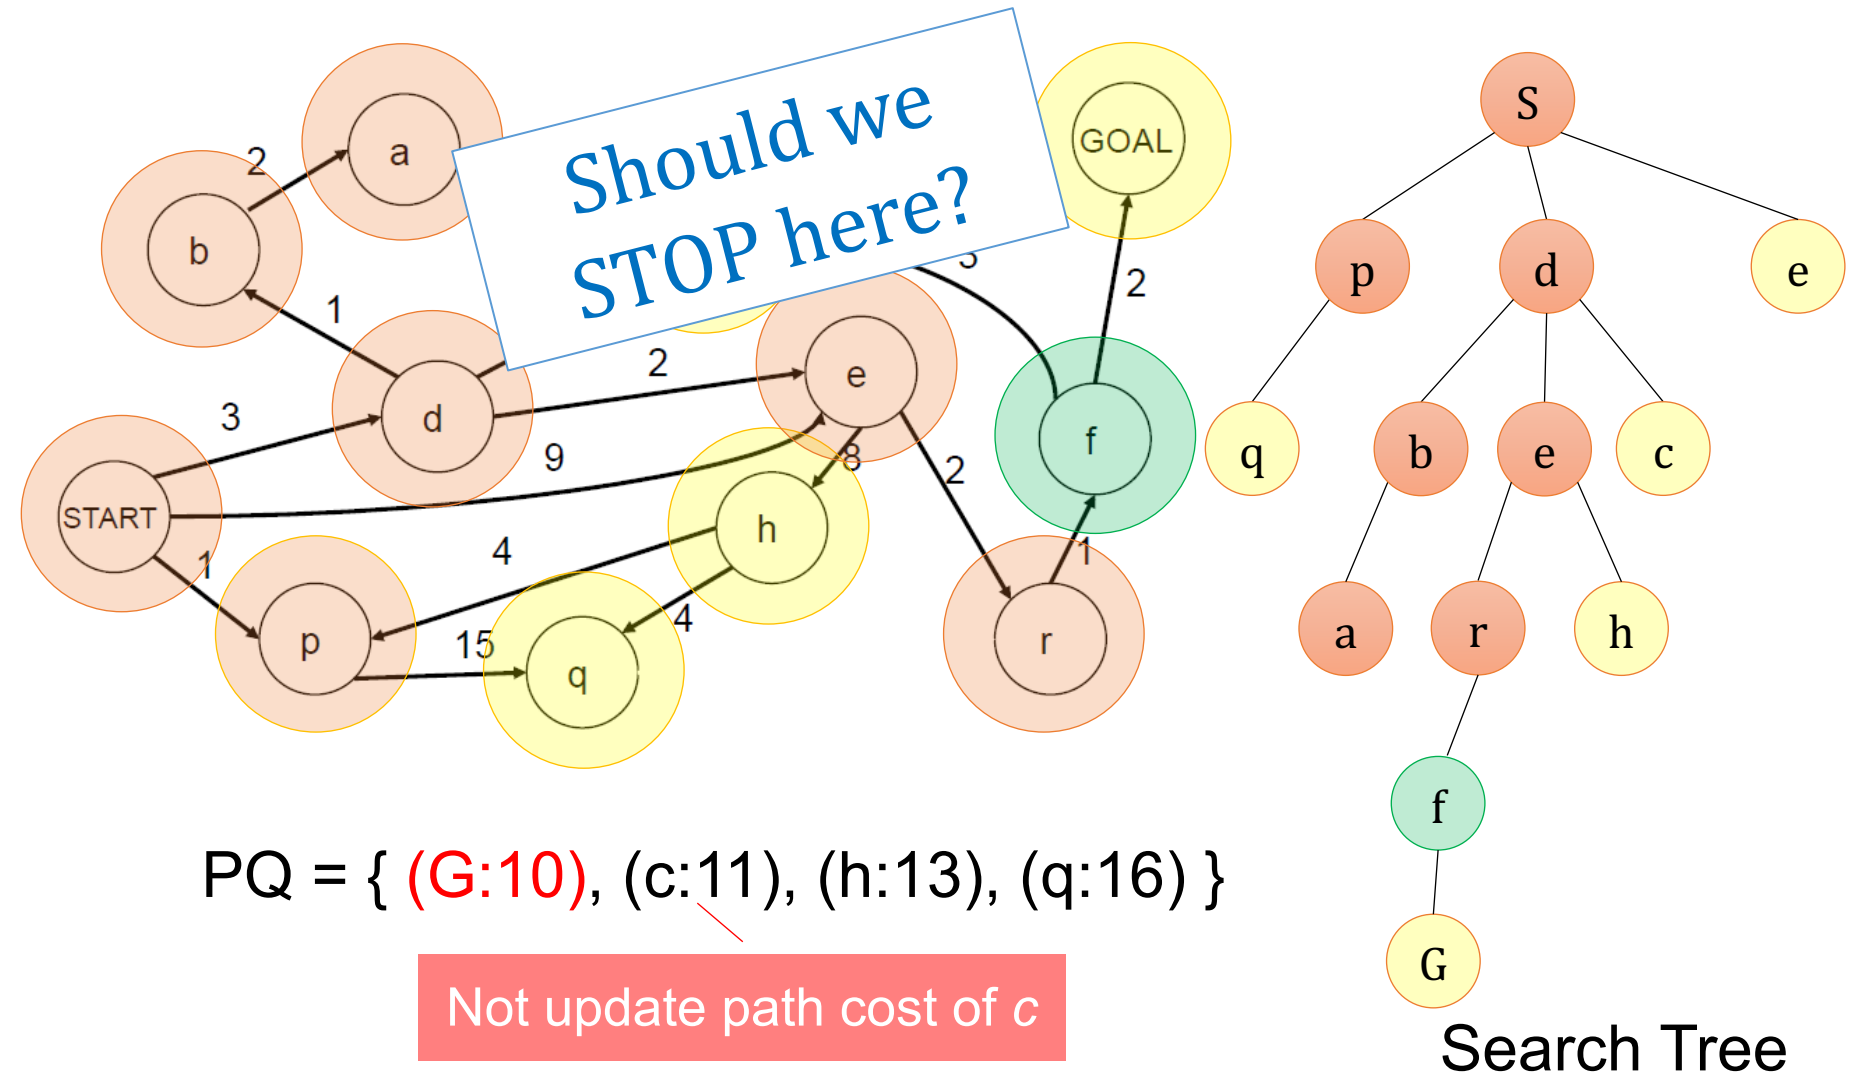 Should we
STOP here?
2
a
GOAL
b
1
2
2
e
3
d
f
9
8
2
START
h
1
4
1
p
15
4
q
r
S
p
d
e
q
b
e
c
a
r
h
f
G
PQ = { (G:10), (c:11), (h:13), (q:16) }
Not update path cost of c
Search Tree